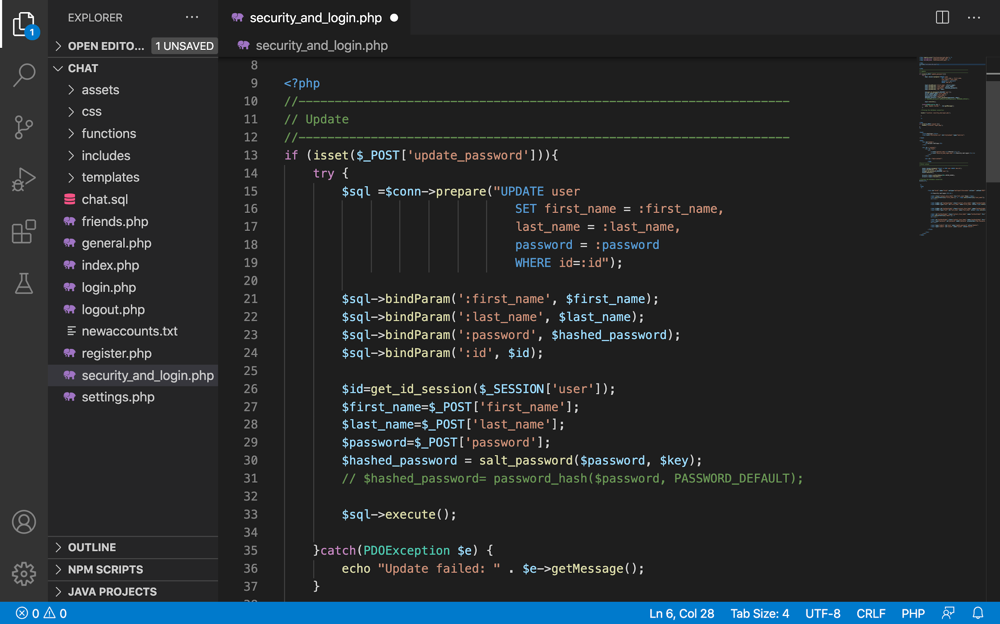 EXPLORER
OPEN EDITO... 1 UNSAVED
CHAT
assets
css
functions
includes
templates
chat.sql
friends.php
general.php
index.php
login.php
logout.php
newaccounts.txt
register.php
security_and_login.php
settings.php
OUTLINE
NPM SCRIPTS
JAVA PROJECTS
1
security_and_login.php
security_and_login.php
8
9 <?php
10 //--------------------------------------------------------------------
11 // Update
12 //--------------------------------------------------------------------
13 if (isset($_POST['update_password'])){
14 try {
15 $sql =$conn->prepare("UPDATE user
16 SET first_name = :first_name,
17 last_name = :last_name,
18 password = :password
19 WHERE id=:id");
20
21 $sql->bindParam(':first_name', $first_name);
22 $sql->bindParam(':last_name', $last_name);
23 $sql->bindParam(':password', $hashed_password);
24 $sql->bindParam(':id', $id);
25
26 $id=get_id_session($_SESSION['user']);
27 $first_name=$_POST['first_name'];
28 $last_name=$_POST['last_name'];
29 $password=$_POST['password'];
30 $hashed_password = salt_password($password, $key);
31 // $hashed_password= password_hash($password, PASSWORD_DEFAULT);
32
33 $sql->execute();
34
35 }catch(PDOException $e) {
36 echo "Update failed: " . $e->getMessage();
37 }
0 0 Ln 6, Col 28 Tab Size: 4 UTF-8 CRLF PHP